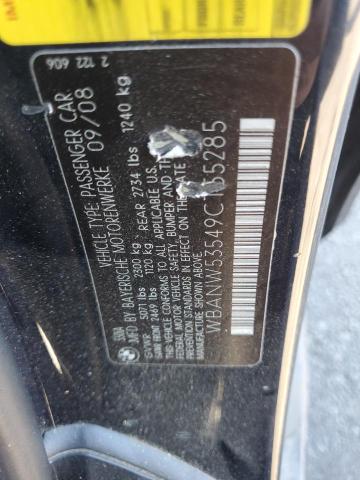 535XI
MFD BY BAYERISCHE MOTORENWERKE
VEHICLE TYPE: PASSENGER CAR
09/08
GVWR 5071 lbs 2300 kg
GAWR FRONT 2469 lbs 1120 kg - REAR 2734 lbs 1240 kg
THIS VEHICLE CONFORMS TO ALL APPLICABLE U.S.
FEDERAL MOTOR VEHICLE SAFETY, BUMPER AND THEFT
PREVENTION STANDARDS IN EFFECT ON THE DATE OF
MANUFACTURE SHOWN ABOVE
2 122 606